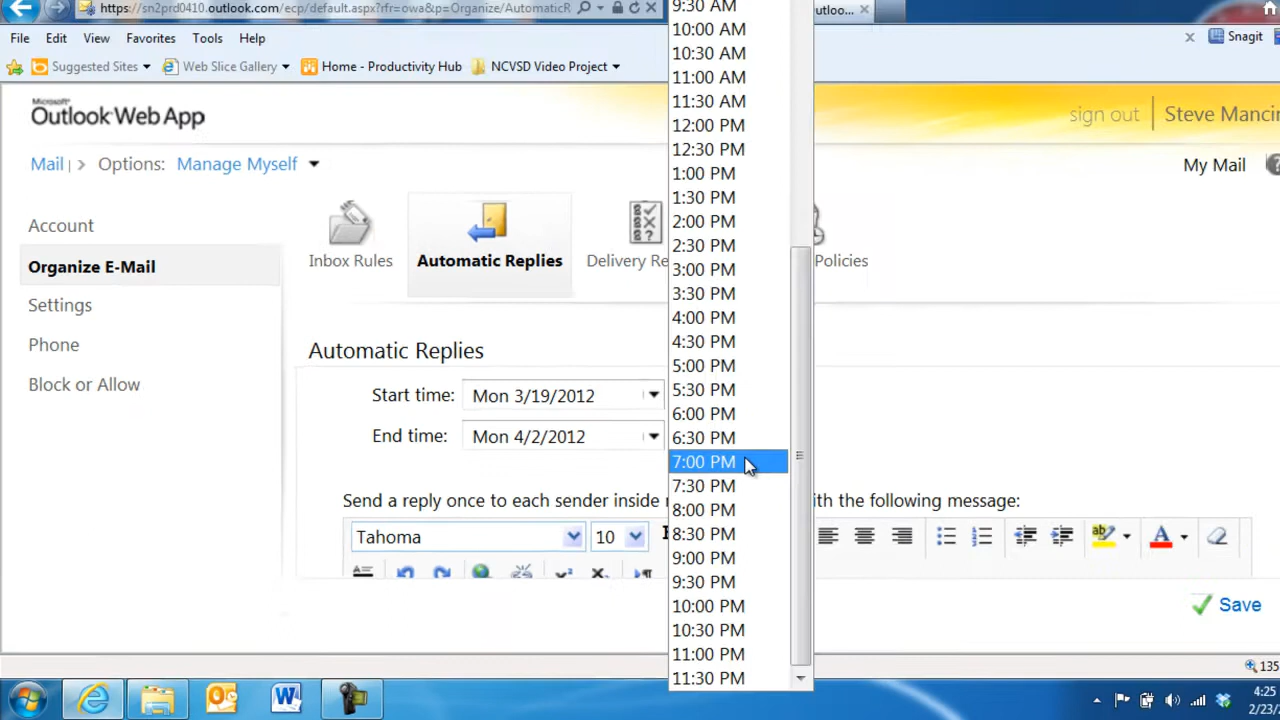 https://sn2prd0410.outlook.com/ecp/default.aspx?rfr=owa&p=Organize/AutomaticR
utloo...
File Edit View Favorites Tools Help
Snagit
Suggested Sites Web Slice Gallery Home - Productivity Hub NCVSD Video Project
Microsoft
Outlook Web App
sign out Steve Mancin
Mail Options: Manage Myself
My Mail
Account
Organize E-Mail
Settings
Phone
Block or Allow
Inbox Rules Automatic Replies Delivery Re Policies
Automatic Replies
Start time: Mon 3/19/2012
End time: Mon 4/2/2012
9:30 AM
10:00 AM
10:30 AM
11:00 AM
11:30 AM
12:00 PM
12:30 PM
1:00 PM
1:30 PM
2:00 PM
2:30 PM
3:00 PM
3:30 PM
4:00 PM
4:30 PM
5:00 PM
5:30 PM
6:00 PM
6:30 PM
7:00 PM
7:30 PM
8:00 PM
8:30 PM
9:00 PM
9:30 PM
10:00 PM
10:30 PM
11:00 PM
11:30 PM
Send a reply once to each sender inside with the following message:
Tahoma 10
Save
135
4:25
2/23/